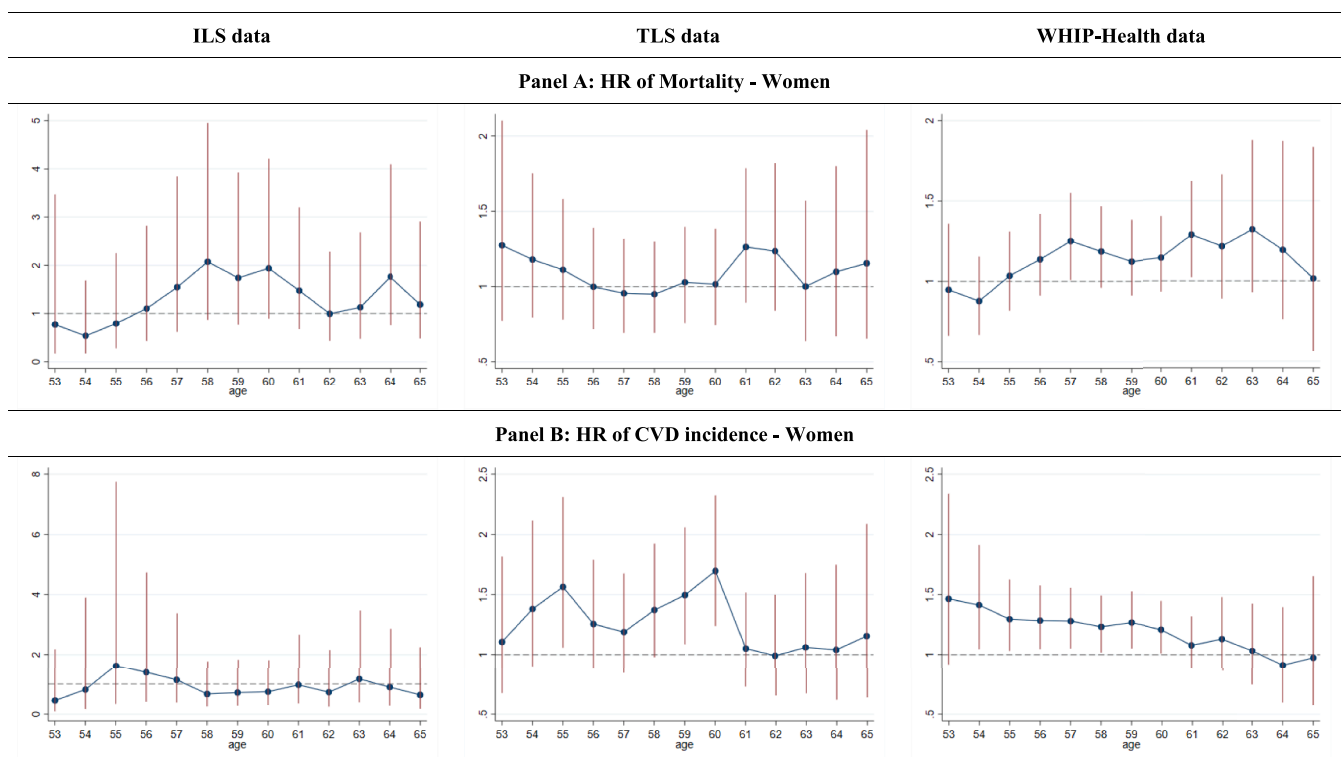 ILS data TLS data WHIP-Health data
Panel A: HR of Mortality - Women
5
4
3
2
1
0
53 54 55 56 57 58 59 60 61 62 63 64 65
age
2
1.5
1
.5
53 54 55 56 57 58 59 60 61 62 63 64 65
age
2
1.5
1
.5
53 54 55 56 57 58 59 60 61 62 63 64 65
age
Panel B: HR of CVD incidence - Women
8
6
4
2
0
53 54 55 56 57 58 59 60 61 62 63 64 65
age
2.5
2
1.5
1
.5
53 54 55 56 57 58 59 60 61 62 63 64 65
age
2.5
2
1.5
1
.5
53 54 55 56 57 58 59 60 61 62 63 64 65
age